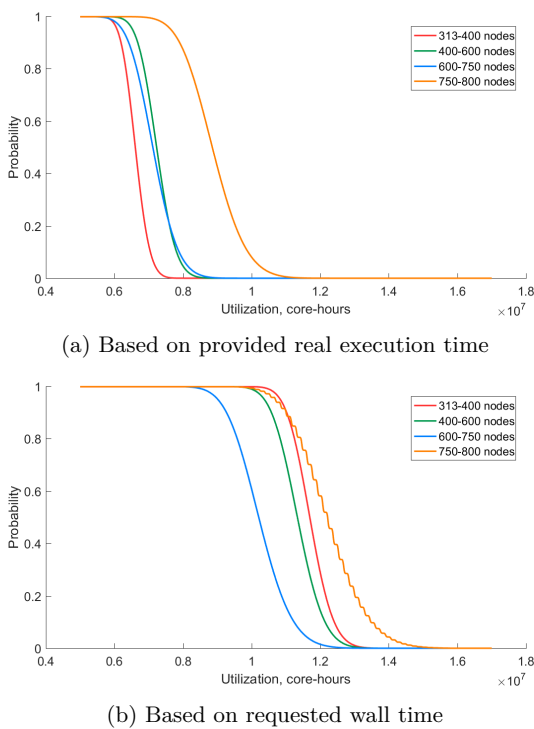 1
0.8
0.6
0.4
0.2
0
Probability
313-400 nodes
400-600 nodes
600-750 nodes
750-800 nodes
0.4 0.6 0.8 1 1.2 1.4 1.6 1.8
Utilization, core-hours
×10^7
(a) Based on provided real execution time
1
0.8
0.6
0.4
0.2
0
Probability
313-400 nodes
400-600 nodes
600-750 nodes
750-800 nodes
0.4 0.6 0.8 1 1.2 1.4 1.6 1.8
Utilization, core-hours
×10^7
(b) Based on requested wall time